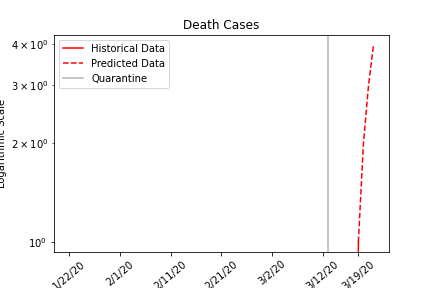 Death Cases
4 × 10⁰
3 × 10⁰
2 × 10⁰
10⁰
Logarithmic Scale
Historical Data
Predicted Data
Quarantine
1/22/20
2/1/20
2/11/20
2/21/20
3/2/20
3/12/20
3/19/20